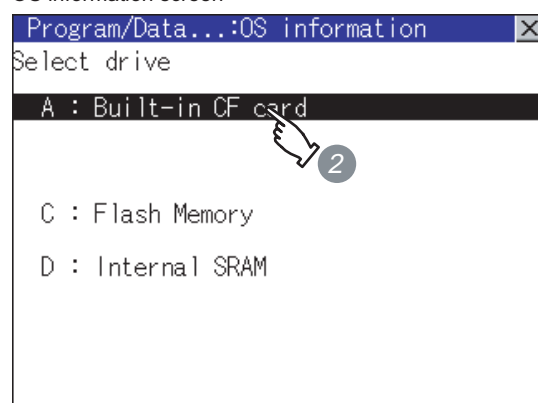 OS information screen
Program/Data...:OS information
Select drive
A : Built-in CF card
2
C : Flash Memory
D : Internal SRAM